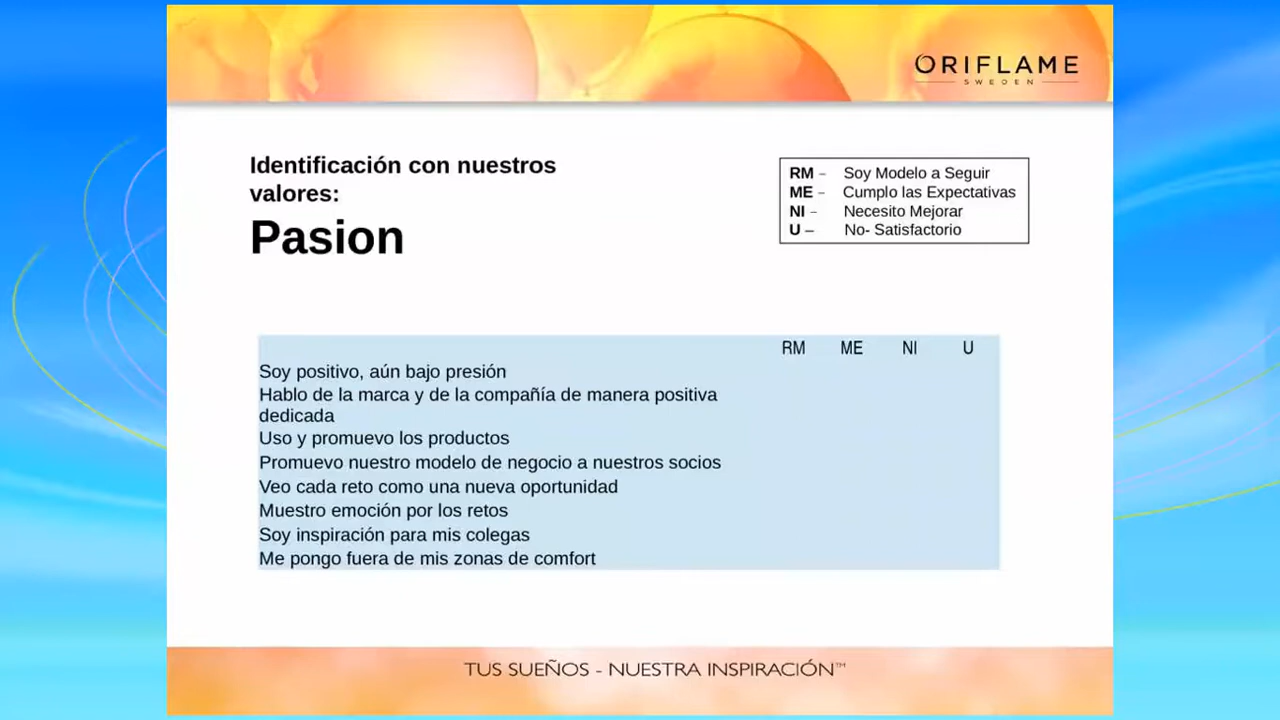 ORIFLAME
SWEDEN
Identificación con nuestros
valores:
Pasion
RM – Soy Modelo a Seguir
ME – Cumplo las Expectativas
NI – Necesito Mejorar
U – No- Satisfactorio
RM ME NI U
Soy positivo, aún bajo presión
Hablo de la marca y de la compañía de manera positiva
dedicada
Uso y promuevo los productos
Promuevo nuestro modelo de negocio a nuestros socios
Veo cada reto como una nueva oportunidad
Muestro emoción por los retos
Soy inspiración para mis colegas
Me pongo fuera de mis zonas de comfort
TUS SUEÑOS - NUESTRA INSPIRACIÓN™